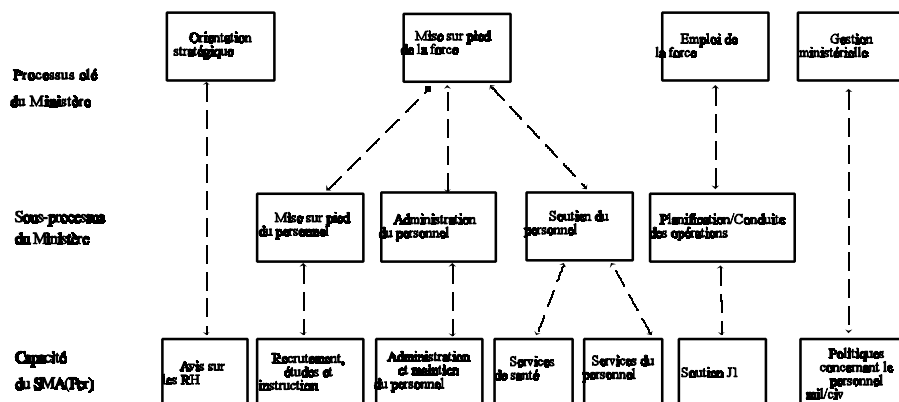 Orientation
stratégique
Mise sur pied
de la force
Emploi de
la force
Gestion
ministérielle
Processus clé
du Ministère
Sous-processus
du Ministère
Mise sur pied
du personnel
Administration
du personnel
Soutien du
personnel
Planification/Conduite
des opérations
Capacité
du SMA(Per)
Avis sur
les RH
Recrutement,
études et
instruction
Administration
et maintien
du personnel
Services
de santé
Services du
personnel
Soutien J1
Politiques
concernant le
personnel
mil/civ